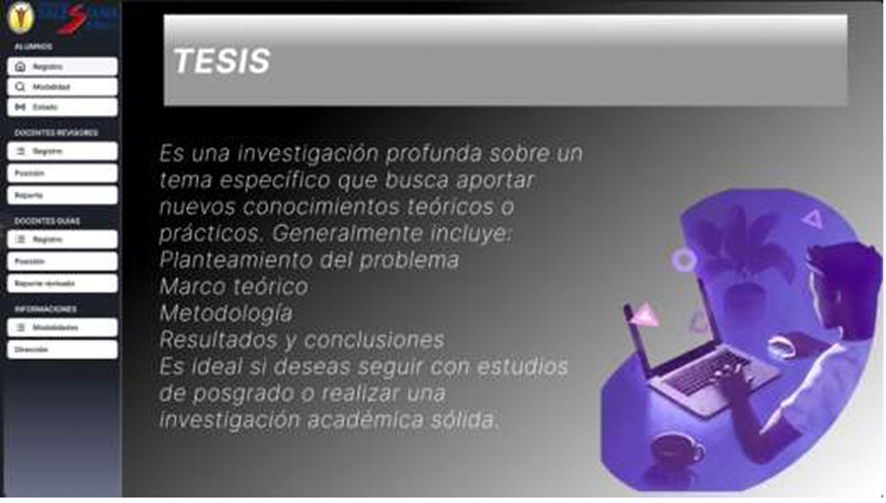 ALUMNOS
Registro
Modalidad
Estado
DOCENTES REVISORES
Registro
Posición
Reporte
DOCENTES GUÍAS
Registro
Posición
Reporte revisado
INFORMACIONES
Modalidades
Dirección
TESIS
Es una investigación profunda sobre un
tema específico que busca aportar
nuevos conocimientos teóricos o
prácticos. Generalmente incluye:
Planteamiento del problema
Marco teórico
Metodología
Resultados y conclusiones
Es ideal si deseas seguir con estudios
de posgrado o realizar una
investigación académica sólida.